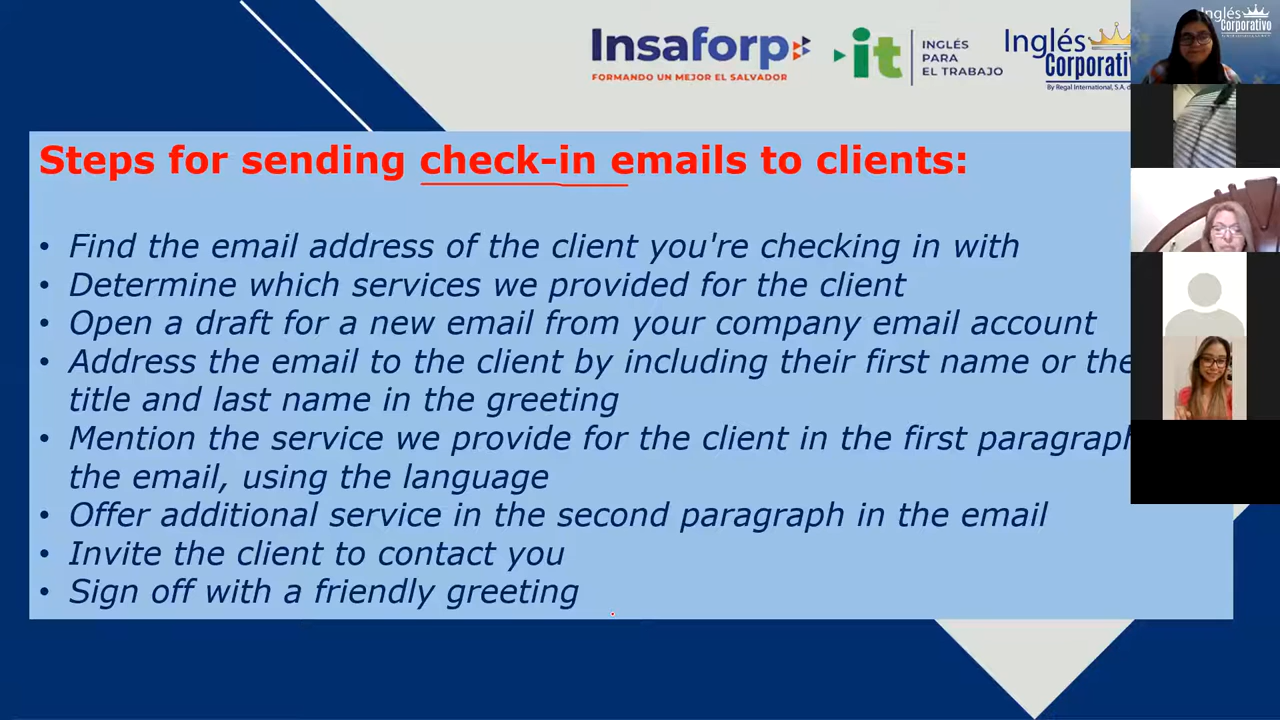 Insaforp
FORMANDO UN MEJOR EL SALVADOR
it
INGLÉS
PARA
EL TRABAJO
Inglés
Corporativ
By Regal International, S.A. d
Inglés
Corporativo
Steps for sending check-in emails to clients:
• Find the email address of the client you're checking in with
• Determine which services we provided for the client
• Open a draft for a new email from your company email account
• Address the email to the client by including their first name or the
title and last name in the greeting
• Mention the service we provide for the client in the first paragraph
the email, using the language
• Offer additional service in the second paragraph in the email
• Invite the client to contact you
• Sign off with a friendly greeting